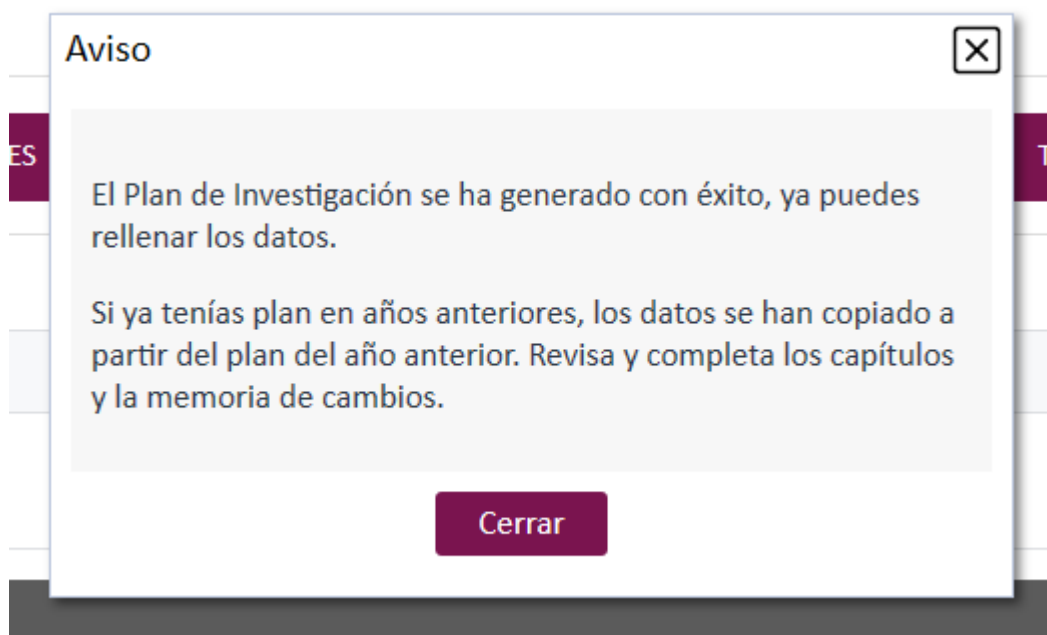 Aviso
ES
T
El Plan de Investigación se ha generado con éxito, ya puedes
rellenar los datos.
Si ya tenías plan en años anteriores, los datos se han copiado a
partir del plan del año anterior. Revisa y completa los capítulos
y la memoria de cambios.
Cerrar